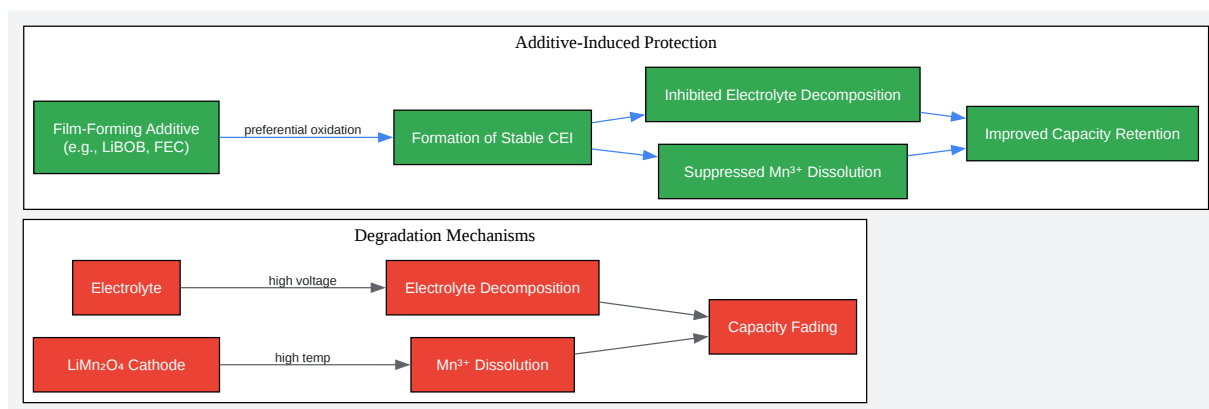 Additive-Induced Protection
Film-Forming Additive
(e.g., LiBOB, FEC)
preferential oxidation
Formation of Stable CEI
Inhibited Electrolyte Decomposition
Suppressed Mn³⁺ Dissolution
Improved Capacity Retention
Degradation Mechanisms
Electrolyte
high voltage
Electrolyte Decomposition
LiMn₂O₄ Cathode
high temp
Mn³⁺ Dissolution
Capacity Fading